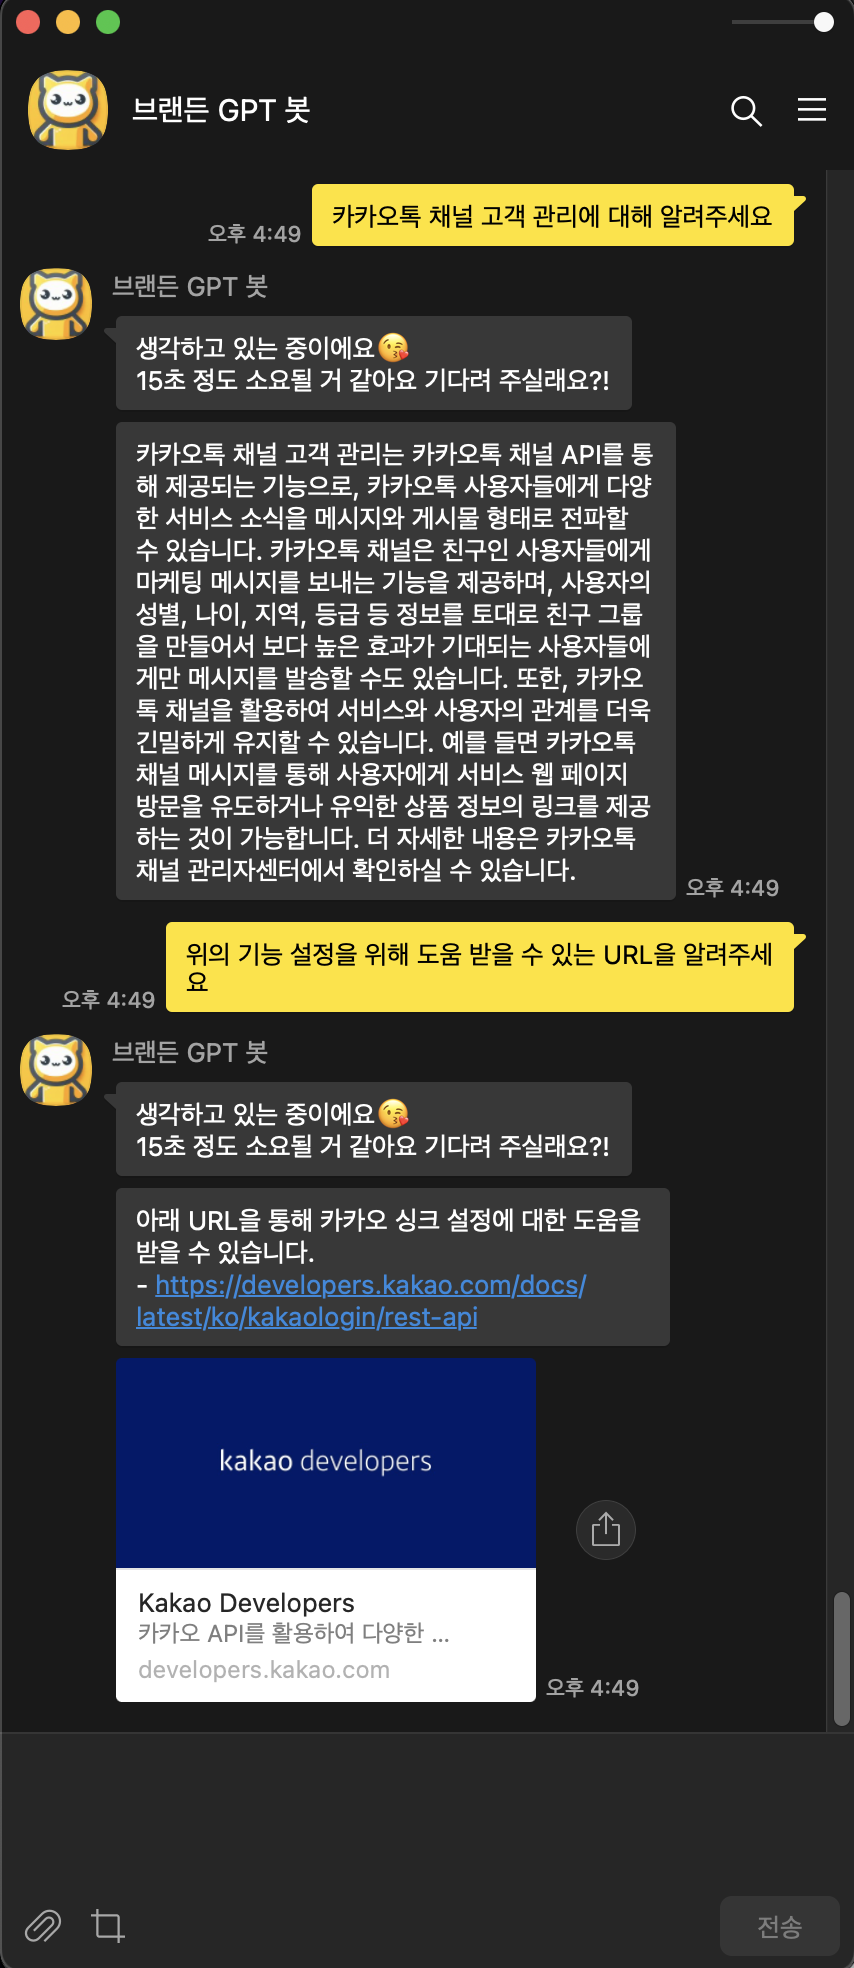 브랜든 GPT 봇
카카오톡 채널 고객 관리에 대해 알려주세요
오후 4:49
브랜든 GPT 봇
생각하고 있는 중이에요😘
15초 정도 소요될 거 같아요 기다려 주실래요?!
카카오톡 채널 고객 관리는 카카오톡 채널 API를 통
해 제공되는 기능으로, 카카오톡 사용자들에게 다양
한 서비스 소식을 메시지와 게시물 형태로 전파할
수 있습니다. 카카오톡 채널은 친구인 사용자들에게
마케팅 메시지를 보내는 기능을 제공하며, 사용자의
성별, 나이, 지역, 등급 등 정보를 토대로 친구 그룹
을 만들어서 보다 높은 효과가 기대되는 사용자들에
게만 메시지를 발송할 수도 있습니다. 또한, 카카오
톡 채널을 활용하여 서비스와 사용자의 관계를 더욱
긴밀하게 유지할 수 있습니다. 예를 들면 카카오톡
채널 메시지를 통해 사용자에게 서비스 웹 페이지
방문을 유도하거나 유익한 상품 정보의 링크를 제공
하는 것이 가능합니다. 더 자세한 내용은 카카오톡
채널 관리자센터에서 확인하실 수 있습니다.
오후 4:49
위의 기능 설정을 위해 도움 받을 수 있는 URL을 알려주세
요
오후 4:49
브랜든 GPT 봇
생각하고 있는 중이에요😘
15초 정도 소요될 거 같아요 기다려 주실래요?!
아래 URL을 통해 카카오 싱크 설정에 대한 도움을
받을 수 있습니다.
- https://developers.kakao.com/docs/
latest/ko/kakaologin/rest-api
kakao developers
Kakao Developers
카카오 API를 활용하여 다양한 ...
developers.kakao.com
오후 4:49
전송